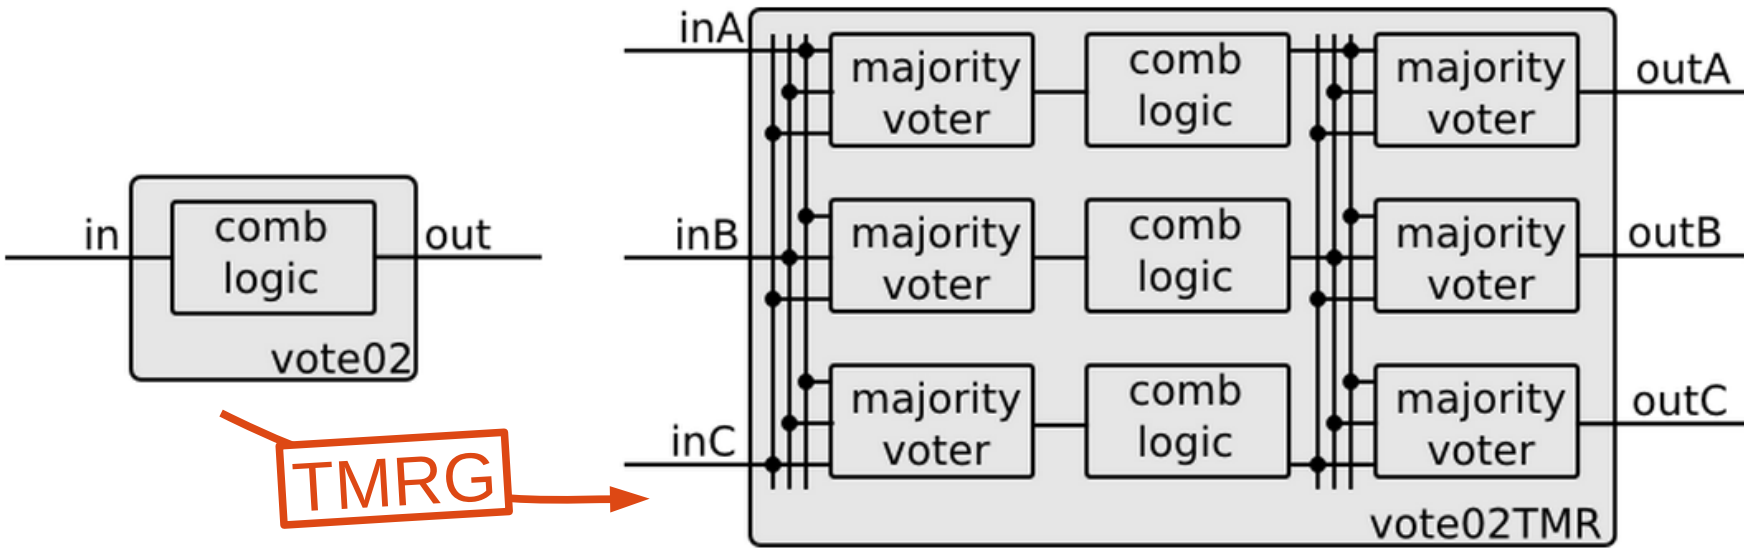 in
comb
logic
out
vote02
TMRG
inA
majority
voter
comb
logic
majority
voter
outA
inB
majority
voter
comb
logic
majority
voter
outB
inC
majority
voter
comb
logic
majority
voter
outC
vote02TMR